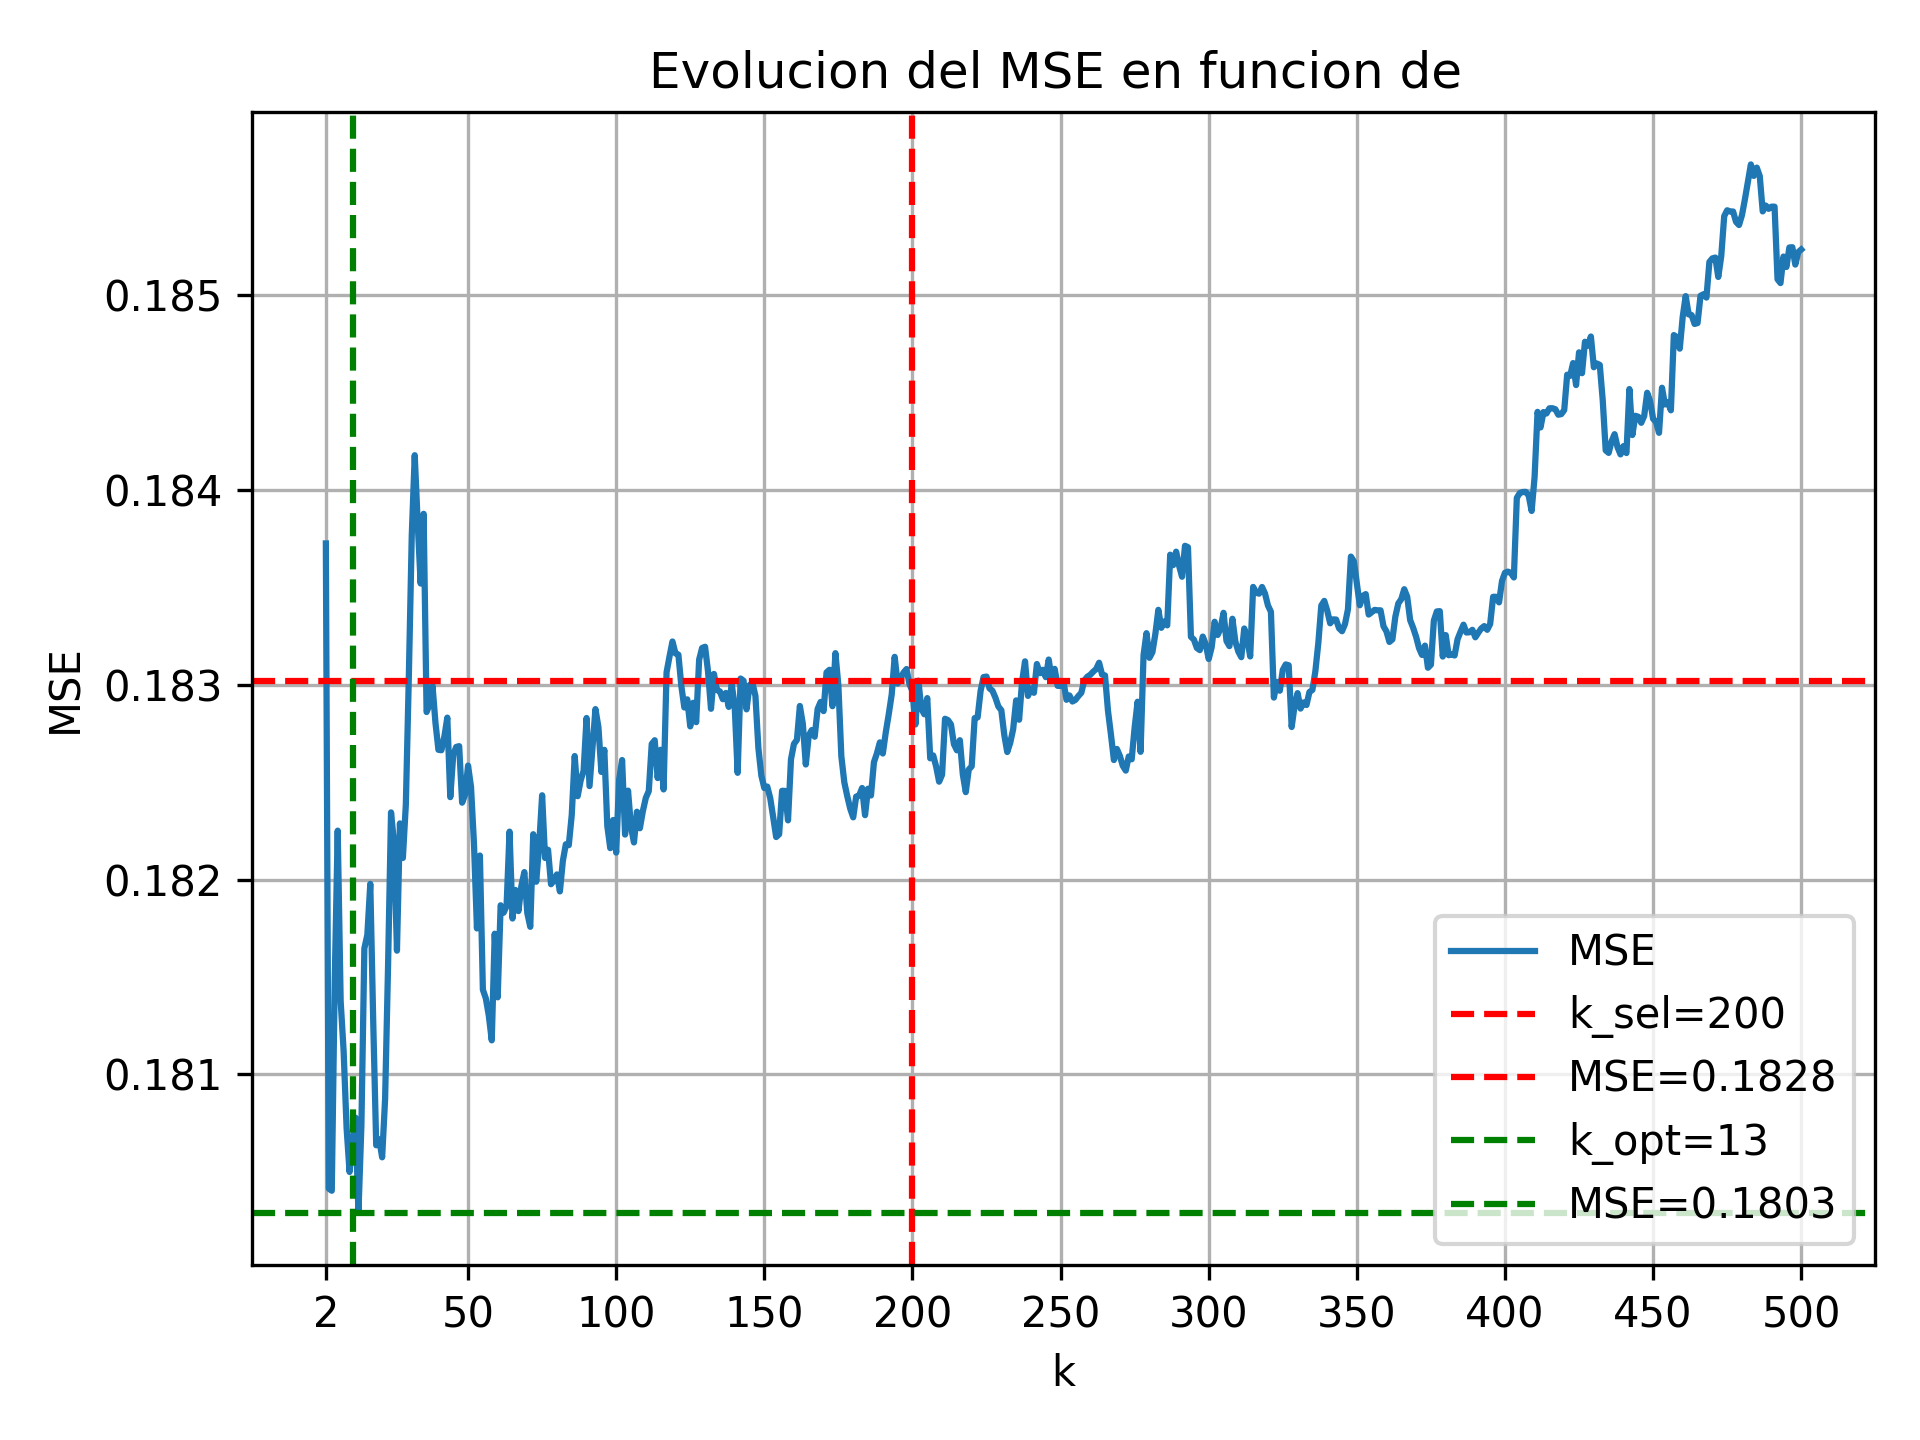 Evolucion del MSE en funcion de
MSE
0.185
0.184
0.183
0.182
0.181
2 50 100 150 200 250 300 350 400 450 500
k
MSE
k_sel=200
MSE=0.1828
k_opt=13
MSE=0.1803